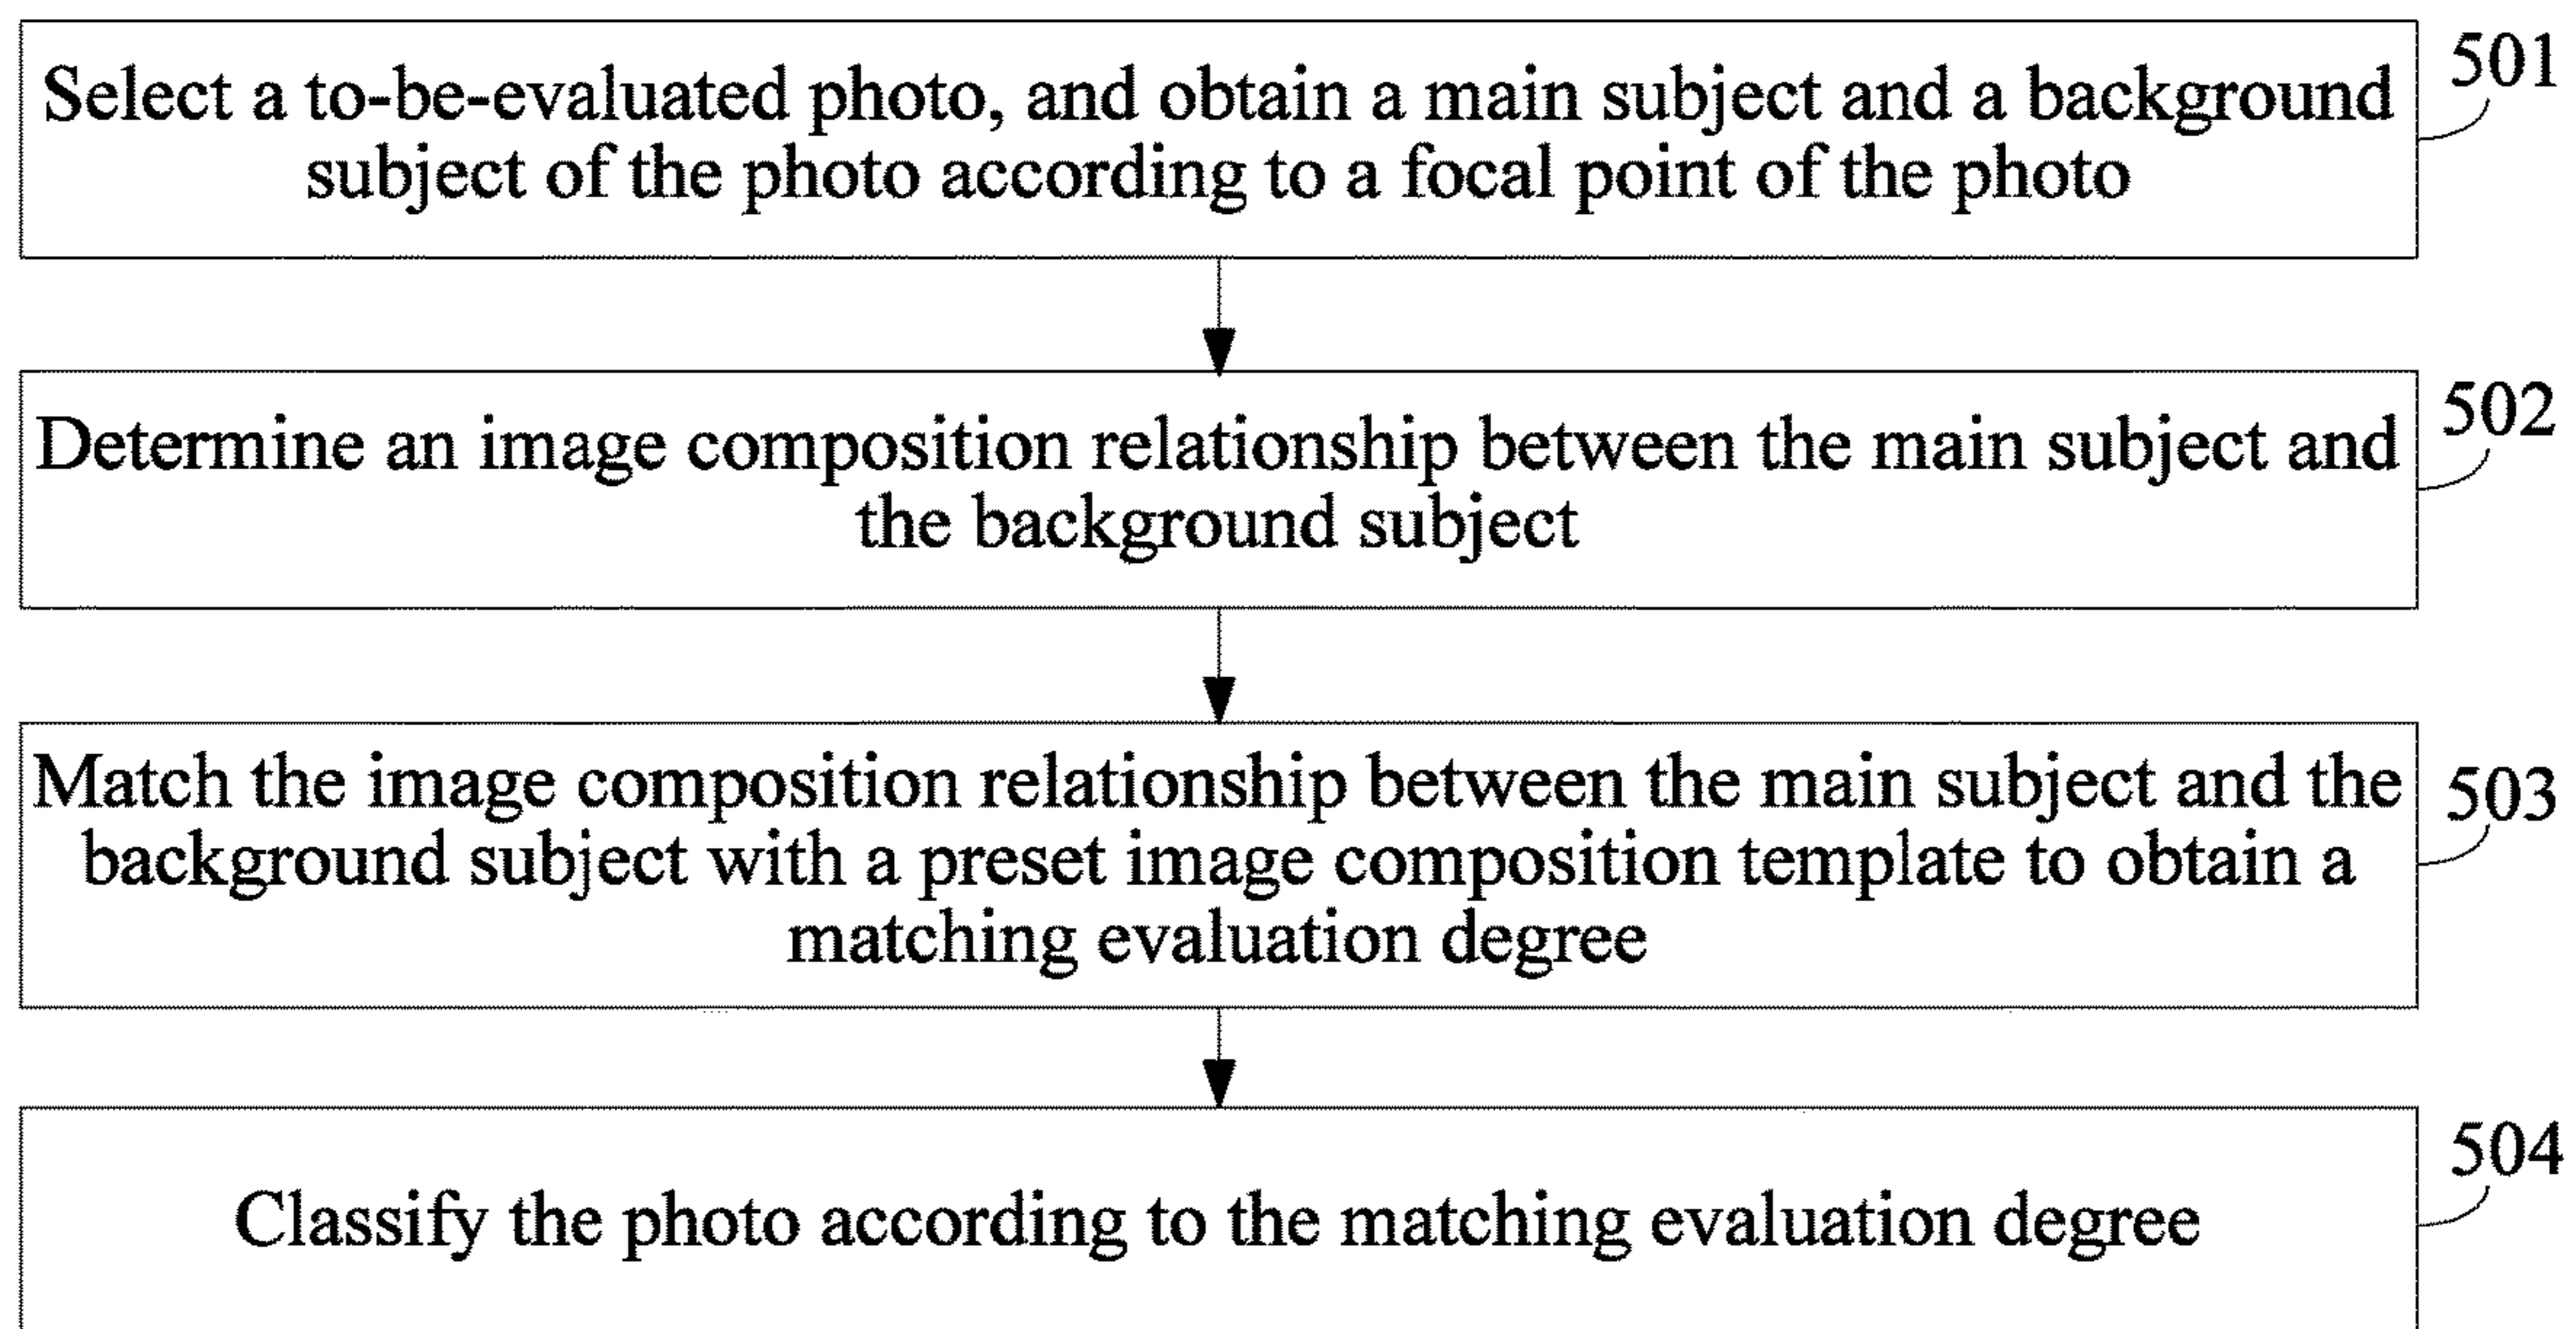 Select a to-be-evaluated photo, and obtain a main subject and a background
subject of the photo according to a focal point of the photo
501
Determine an image composition relationship between the main subject and
the background subject
502
Match the image composition relationship between the main subject and the
background subject with a preset image composition template to obtain a
matching evaluation degree
503
Classify the photo according to the matching evaluation degree
504